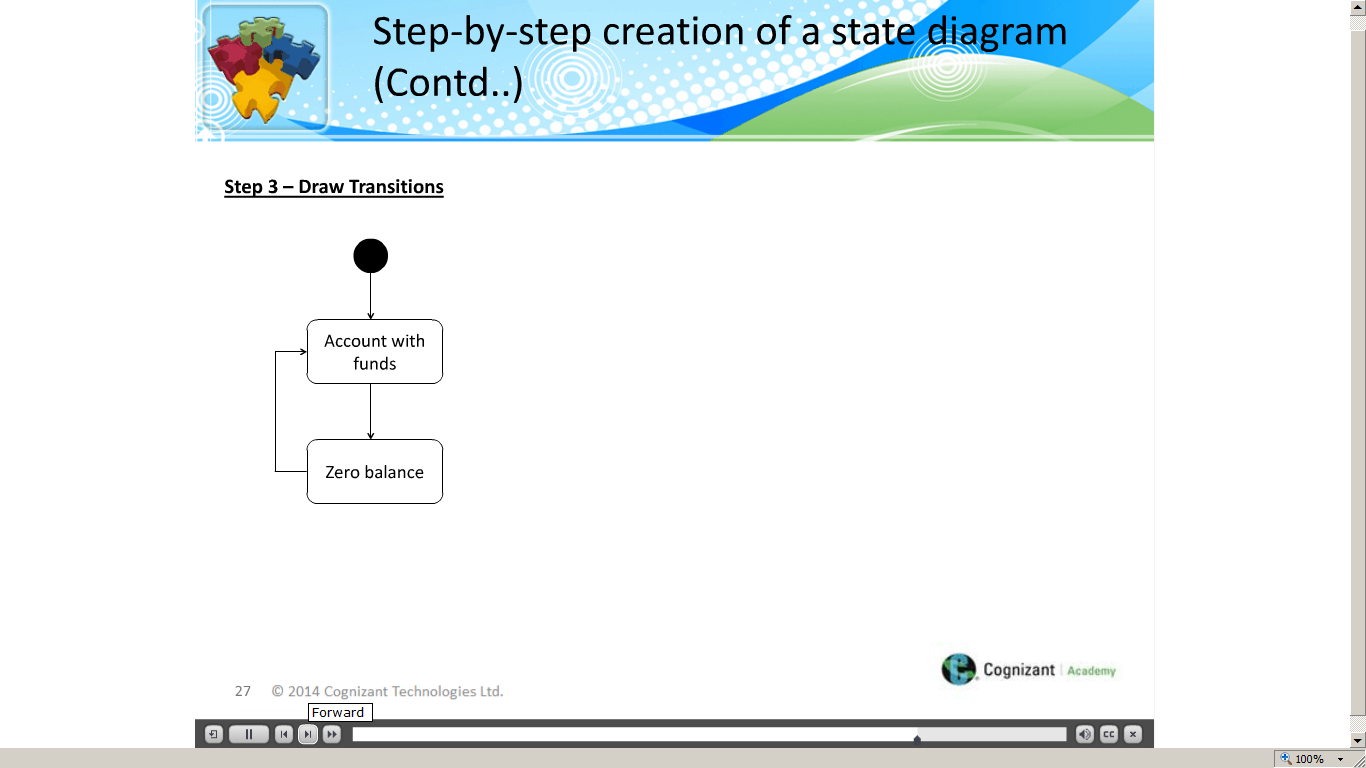 Step-by-step creation of a state diagram
(Contd..)
Step 3 – Draw Transitions
Account with
funds
Zero balance
Cognizant | Academy
27 © 2014 Cognizant Technologies Ltd.
Forward
CC
100%